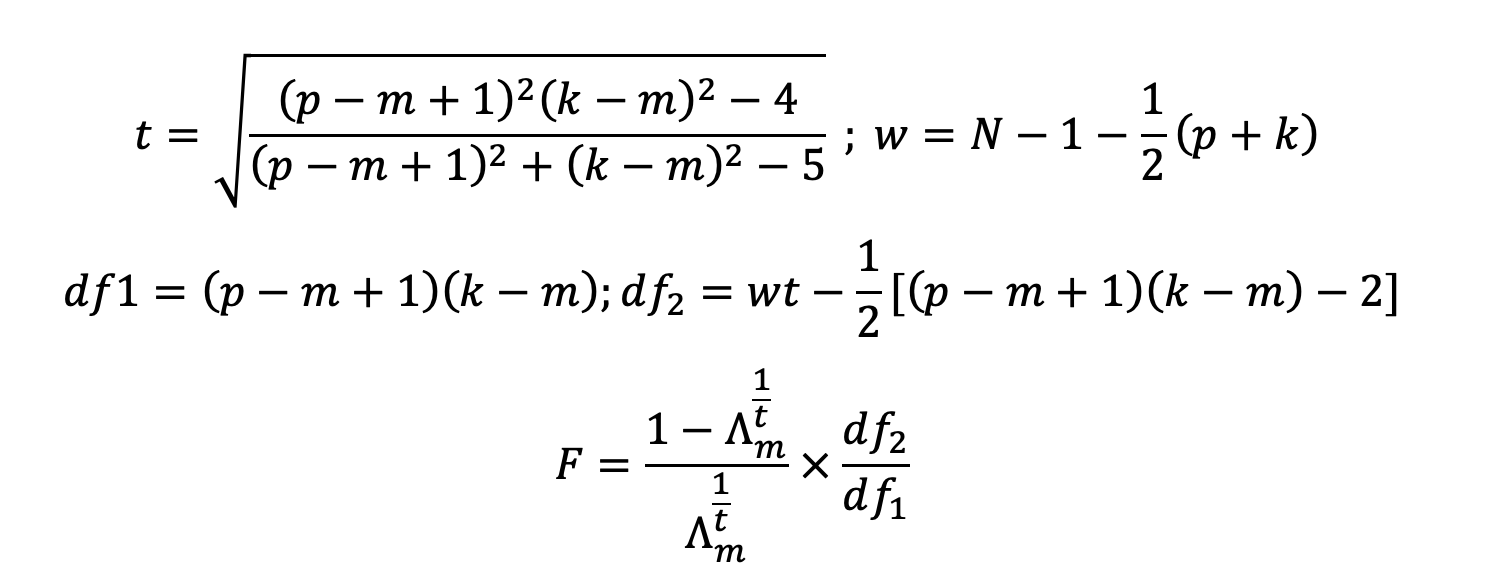 t = √((p − m + 1)²(k − m)² − 4)/((p − m + 1)² + (k − m)² − 5) ; w = N − 1 − 1/2 (p + k)
df1 = (p − m + 1)(k − m); df₂ = wt − 1/2 [(p − m + 1)(k − m) − 2]
F = (1 − Λₘ^(1/t))/(Λₘ^(1/t)) × df₂/df₁